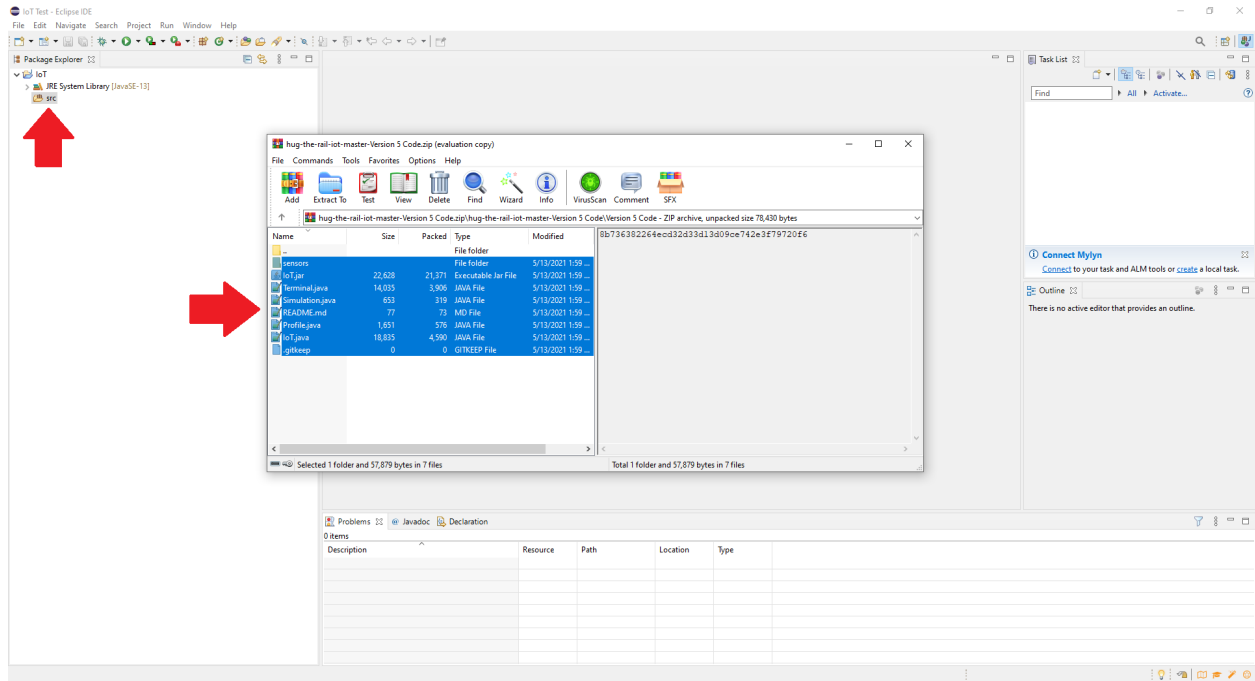 IoT Test - Eclipse IDE
File Edit Navigate Search Project Run Window Help
Package Explorer
IoT
JRE System Library [JavaSE-13]
src
hug-the-rail-iot-master-Version 5 Code.zip (evaluation copy)
File Commands Tools Favorites Options Help
Add Extract To Test View Delete Find Wizard Info VirusScan Comment SFX
hug-the-rail-iot-master-Version 5 Code.zip\hug-the-rail-iot-master-Version 5 Code\Version 5 Code - ZIP archive, unpacked size 78,430 bytes
Name Size Packed Type Modified
.. File folder
sensors File folder 5/13/2021 1:59 ...
IoT.jar 22,628 21,371 Executable Jar File 5/13/2021 1:59 ...
Terminal.java 14,035 3,906 JAVA File 5/13/2021 1:59 ...
Simulation.java 653 319 JAVA File 5/13/2021 1:59 ...
README.md 77 73 MD File 5/13/2021 1:59 ...
Profile.java 1,651 576 JAVA File 5/13/2021 1:59 ...
IoT.java 18,835 4,590 JAVA File 5/13/2021 1:59 ...
.gitkeep 0 0 GITKEEP File 5/13/2021 1:59 ...
8b736382264ecd32d33d13d09ce742e3f79720f6
Selected 1 folder and 57,879 bytes in 7 files
Total 1 folder and 57,879 bytes in 7 files
Task List
Find All Activate...
Connect Mylyn
Connect to your task and ALM tools or create a local task.
Outline
There is no active editor that provides an outline.
Problems Javadoc Declaration
0 items
Description Resource Path Location Type